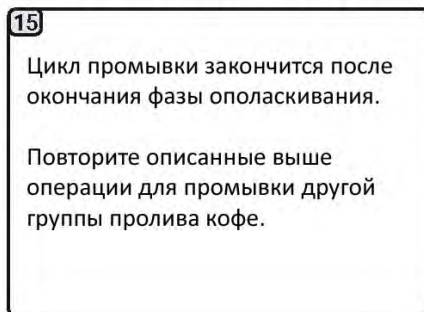 15
Цикл промывки закончится после
окончания фазы ополаскивания.
Повторите описанные выше
операции для промывки другой
группы пролива кофе.